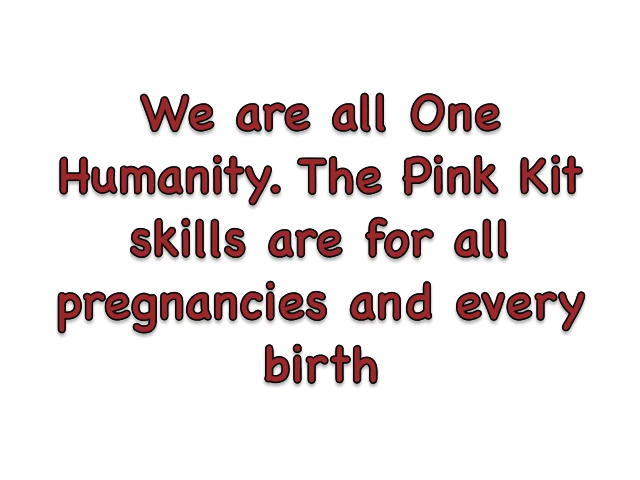 We are all One
Humanity. The Pink Kit
skills are for all
pregnancies and every
birth